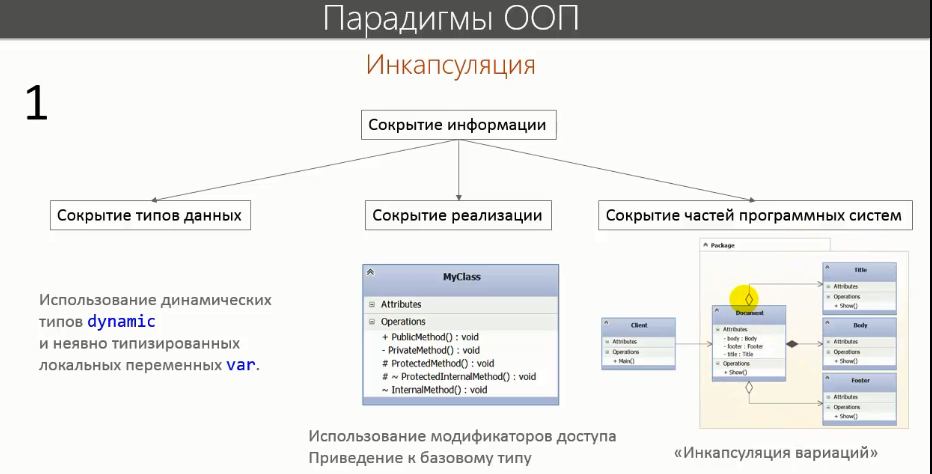 Парадигмы ООП
Инкапсуляция
1
Сокрытие информации
Сокрытие типов данных
Сокрытие реализации
Сокрытие частей программных систем
Использование динамических
типов dynamic
и неявно типизированных
локальных переменных var.
MyClass
Attributes
Operations
+ PublicMethod() : void
- PrivateMethod() : void
# ProtectedMethod() : void
# ~ ProtectedInternalMethod() : void
~ InternalMethod() : void
Использование модификаторов доступа
Приведение к базовому типу
Package
Client
Attributes
Operations
+ Main()
Document
Attributes
- body : Body
- footer : Footer
- title : Title
Operations
+ Show()
Title
Attributes
Operations
+ Show()
Body
Attributes
Operations
+ Show()
Footer
Attributes
Operations
+ Show()
«Инкапсуляция вариаций»